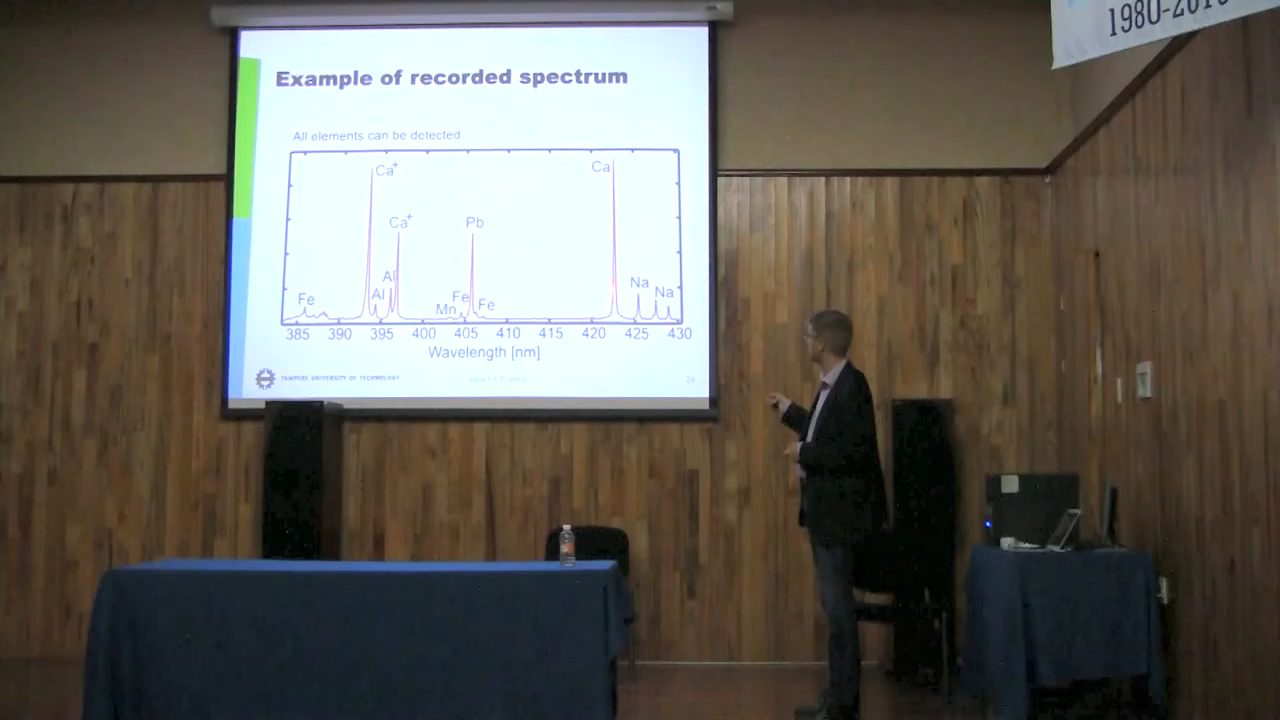 1980-2010
Example of recorded spectrum
All elements can be detected
Ca+
Ca
Ca+
Pb
Al
Na
Na
Al
Fe
Fe
Fe
Mn
385 390 395 400 405 410 415 420 425 430
Wavelength [nm]
TAMPERE UNIVERSITY OF TECHNOLOGY
24